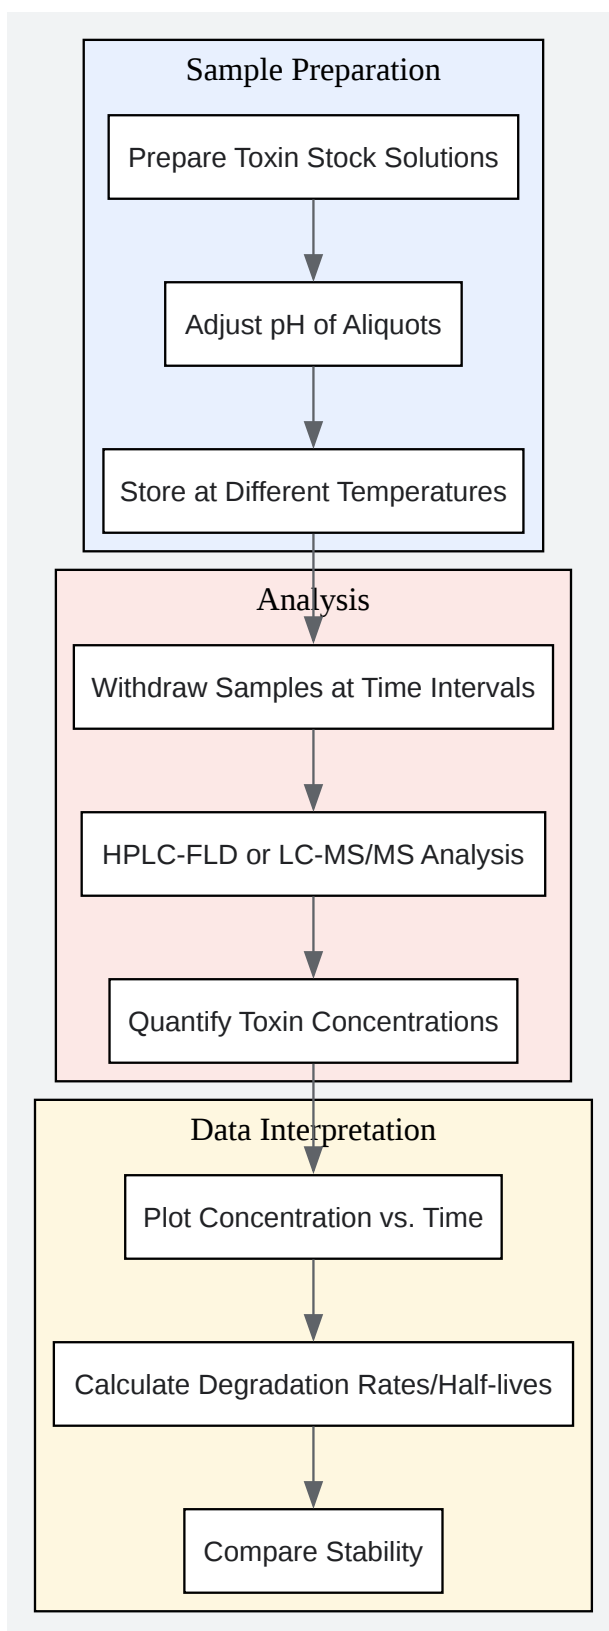 Sample Preparation
Prepare Toxin Stock Solutions
Adjust pH of Aliquots
Store at Different Temperatures
Analysis
Withdraw Samples at Time Intervals
HPLC-FLD or LC-MS/MS Analysis
Quantify Toxin Concentrations
Data Interpretation
Plot Concentration vs. Time
Calculate Degradation Rates/Half-lives
Compare Stability